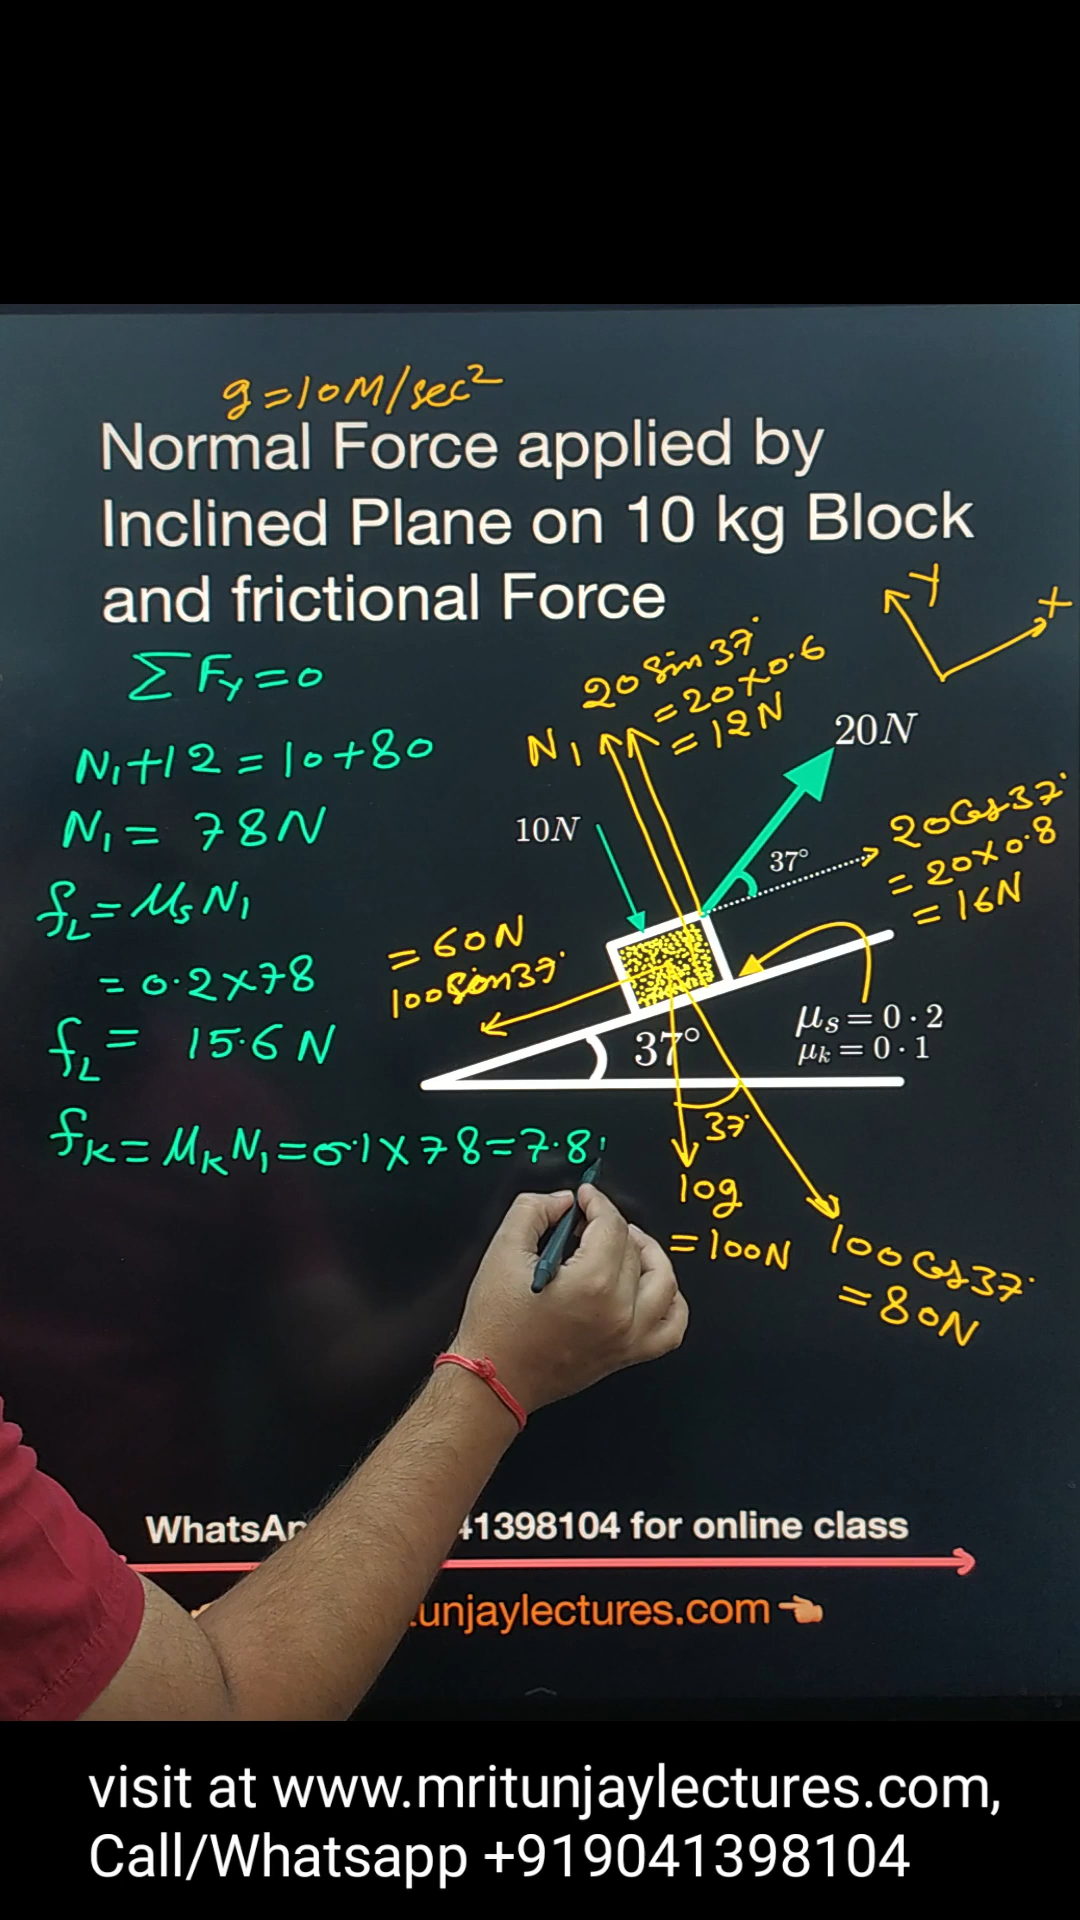 g=10M/sec²
Normal Force applied by
Inclined Plane on 10 kg Block
and frictional Force
Y
X
ΣFy=0
N₁+12=10+80
N₁= 78N
fL=μsN₁
=0.2×78
fL= 15.6N
fK=μKN₁=0.1×78=7.8
20 Sin 37°
=20×0.6
=12N
N₁
20N
10N
37°
20Cos37°
=20×0.8
=16N
=60N
100Sin37°
37°
μs=0·2
μk=0·1
37°
10g
=100N
100Cos37°
=80N
41398104 for online class
unjaylectures.com
visit at www.mritunjaylectures.com,
Call/Whatsapp +919041398104